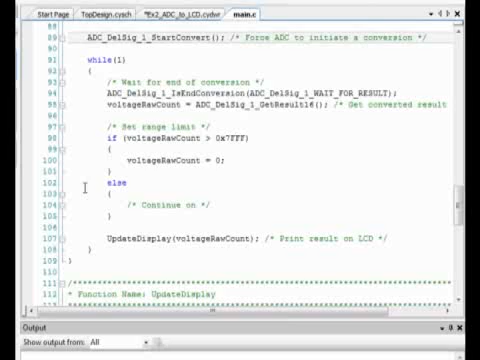 Start Page TopDesign.cysch *Ex2_ADC_to_LCD.cydwr main.c
88
89 ADC_DelSig_1_StartConvert(); /* Force ADC to initiate a conversion */
90
91 while(1)
92 {
93 /* Wait for end of conversion */
94 ADC_DelSig_1_IsEndConversion(ADC_DelSig_1_WAIT_FOR_RESULT);
95 voltageRawCount = ADC_DelSig_1_GetResult16(); /* Get converted result
96
97 /* Set range limit */
98 if (voltageRawCount > 0x7FFF)
99 {
100 voltageRawCount = 0;
101 }
102 else
103 {
104 /* Continue on */
105 }
106
107 UpdateDisplay(voltageRawCount); /* Print result on LCD */
108 }
109 }
110
111 /*******************************************************************
112 * Function Name: UpdateDisplay
113 *******************************************************************
Output
Show output from: All